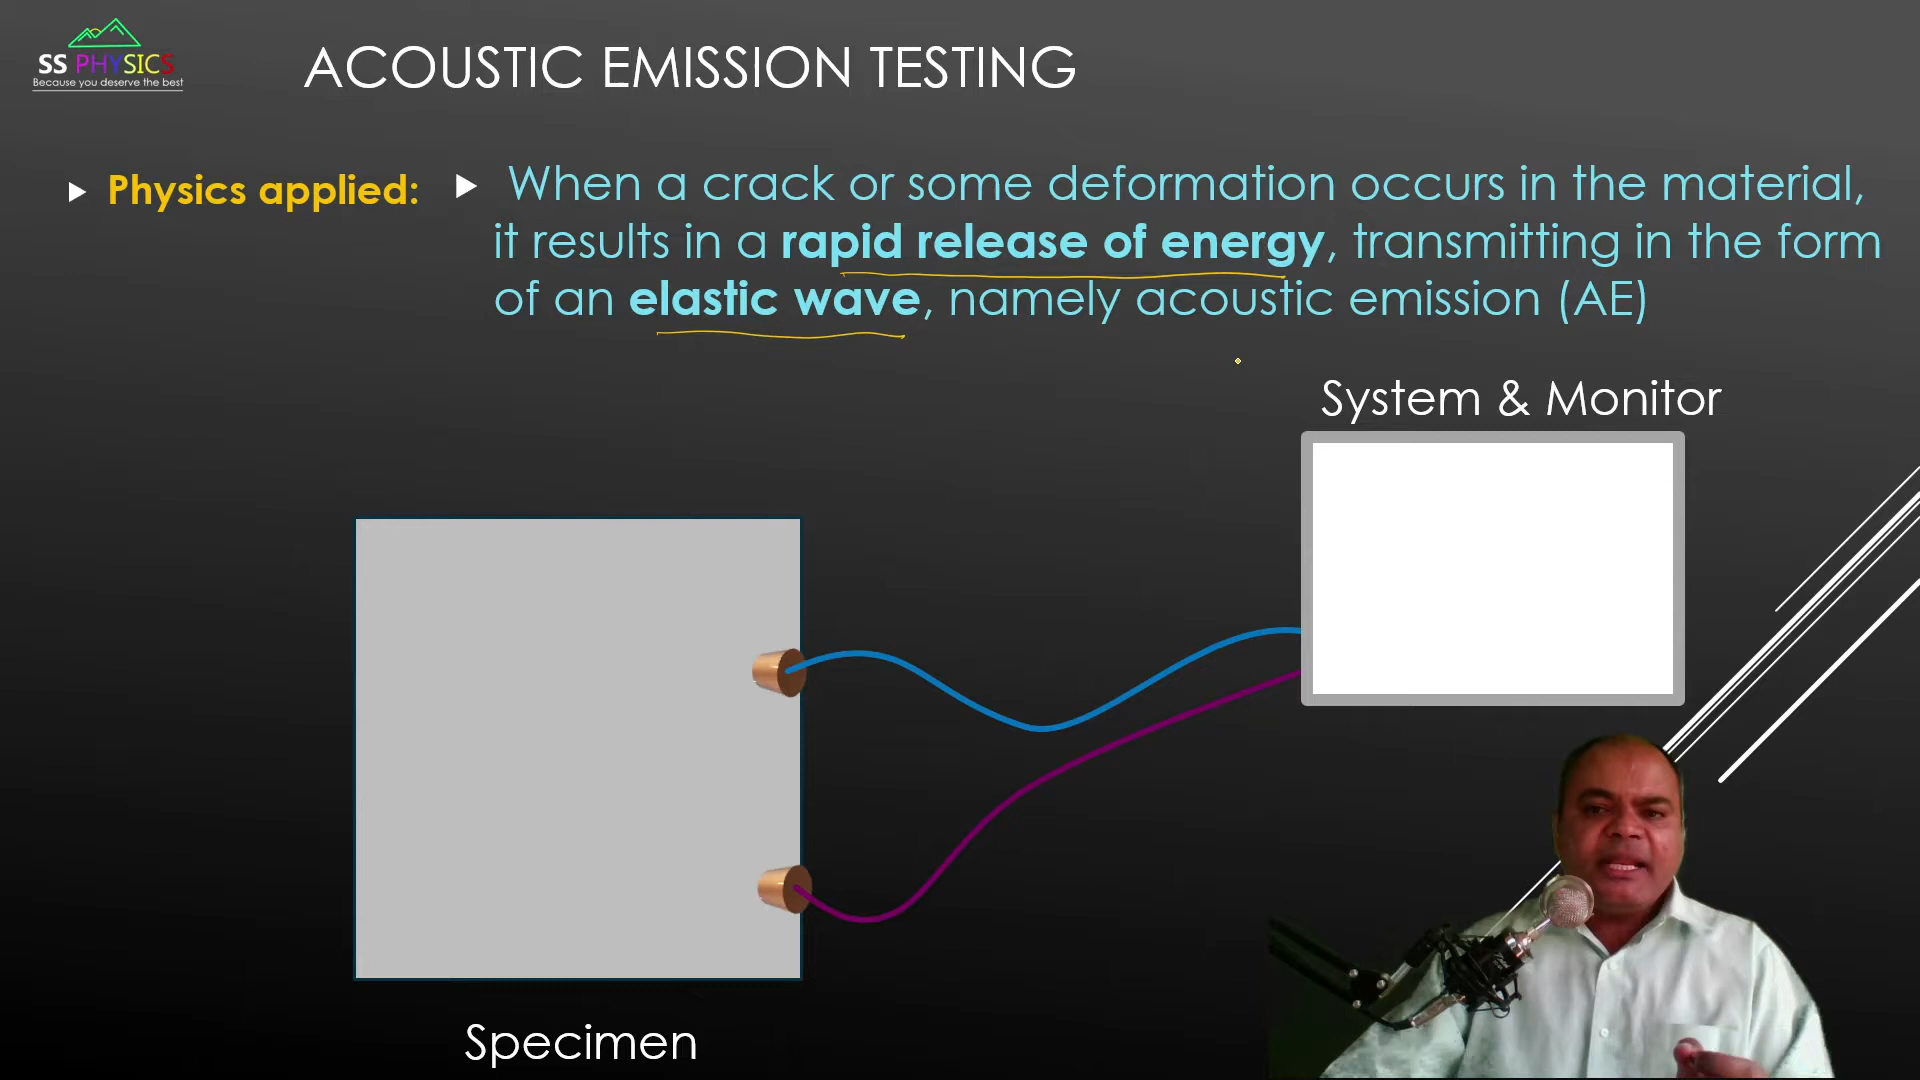 SS PHYSICS
Because you deserve the best
ACOUSTIC EMISSION TESTING
Physics applied:
When a crack or some deformation occurs in the material,
it results in a rapid release of energy, transmitting in the form
of an elastic wave, namely acoustic emission (AE)
System & Monitor
Specimen